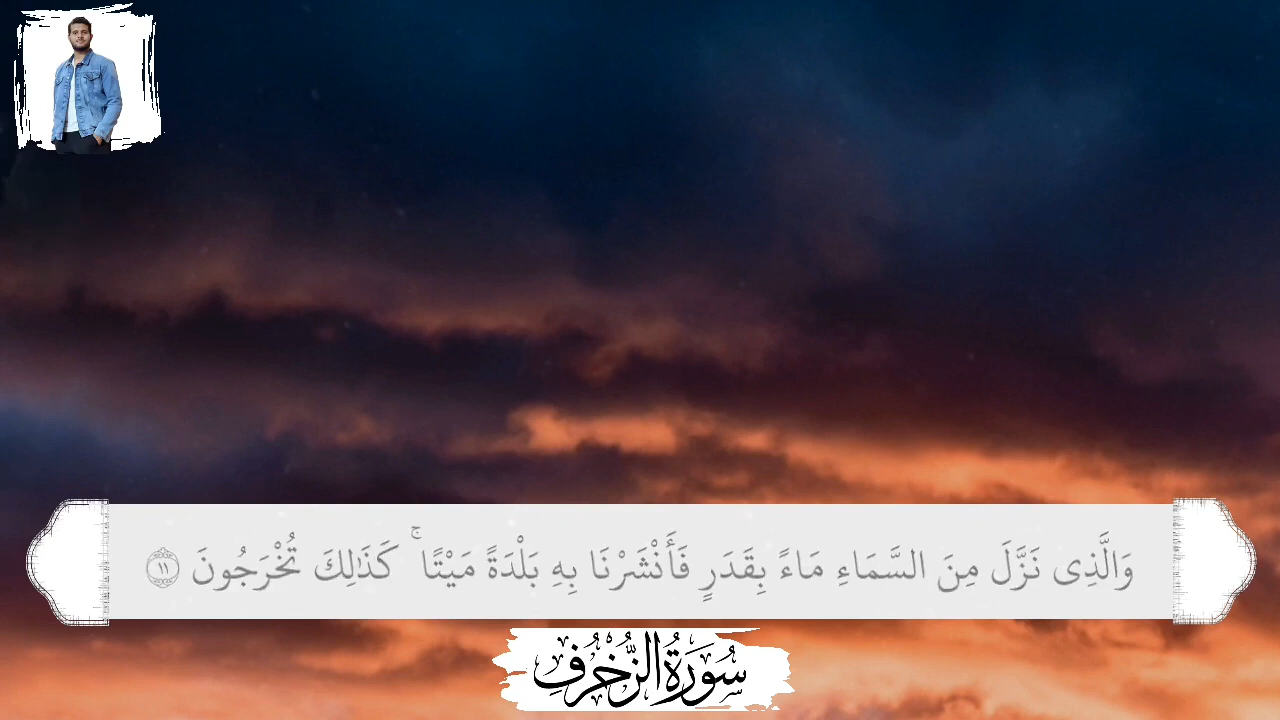 وَالَّذِى نَزَّلَ مِنَ السَّمَاءِ مَاءً بِقَدَرٍ فَأَنْشَرْنَا بِهِ بَلْدَةً مَيْتًا ۚ كَذَٰلِكَ تُخْرَجُونَ ١١
سُورَةُ الزُّخْرُفِ